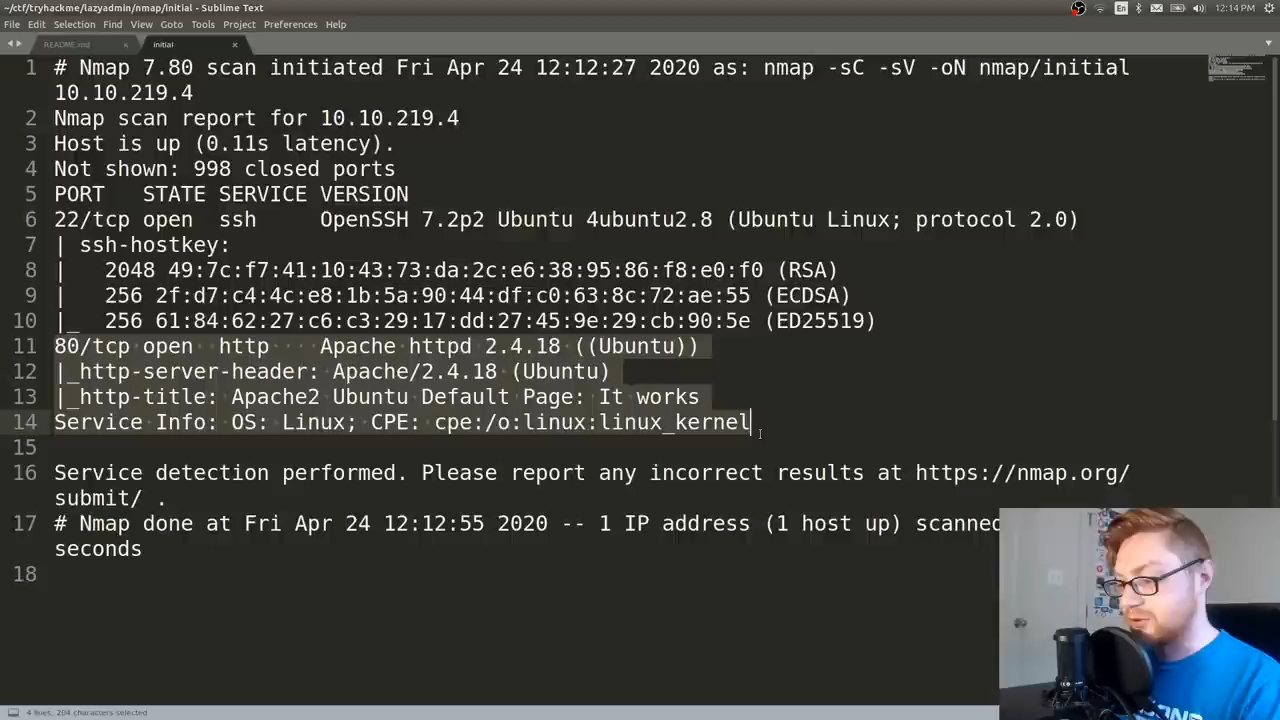 ~/ctf/tryhackme/lazyadmin/nmap/initial - Sublime Text
En
12:14 PM
File Edit Selection Find View Goto Tools Project Preferences Help
README.md
initial
1 # Nmap 7.80 scan initiated Fri Apr 24 12:12:27 2020 as: nmap -sC -sV -oN nmap/initial
10.10.219.4
2 Nmap scan report for 10.10.219.4
3 Host is up (0.11s latency).
4 Not shown: 998 closed ports
5 PORT   STATE SERVICE VERSION
6 22/tcp open  ssh     OpenSSH 7.2p2 Ubuntu 4ubuntu2.8 (Ubuntu Linux; protocol 2.0)
7 | ssh-hostkey:
8 |   2048 49:7c:f7:41:10:43:73:da:2c:e6:38:95:86:f8:e0:f0 (RSA)
9 |   256 2f:d7:c4:4c:e8:1b:5a:90:44:df:c0:63:8c:72:ae:55 (ECDSA)
10 |_  256 61:84:62:27:c6:c3:29:17:dd:27:45:9e:29:cb:90:5e (ED25519)
11 80/tcp open  http    Apache httpd 2.4.18 ((Ubuntu))
12 |_http-server-header: Apache/2.4.18 (Ubuntu)
13 |_http-title: Apache2 Ubuntu Default Page: It works
14 Service Info: OS: Linux; CPE: cpe:/o:linux:linux_kernel
15
16 Service detection performed. Please report any incorrect results at https://nmap.org/
submit/ .
17 # Nmap done at Fri Apr 24 12:12:55 2020 -- 1 IP address (1 host up) scanned
seconds
18
4 lines, 204 characters selected